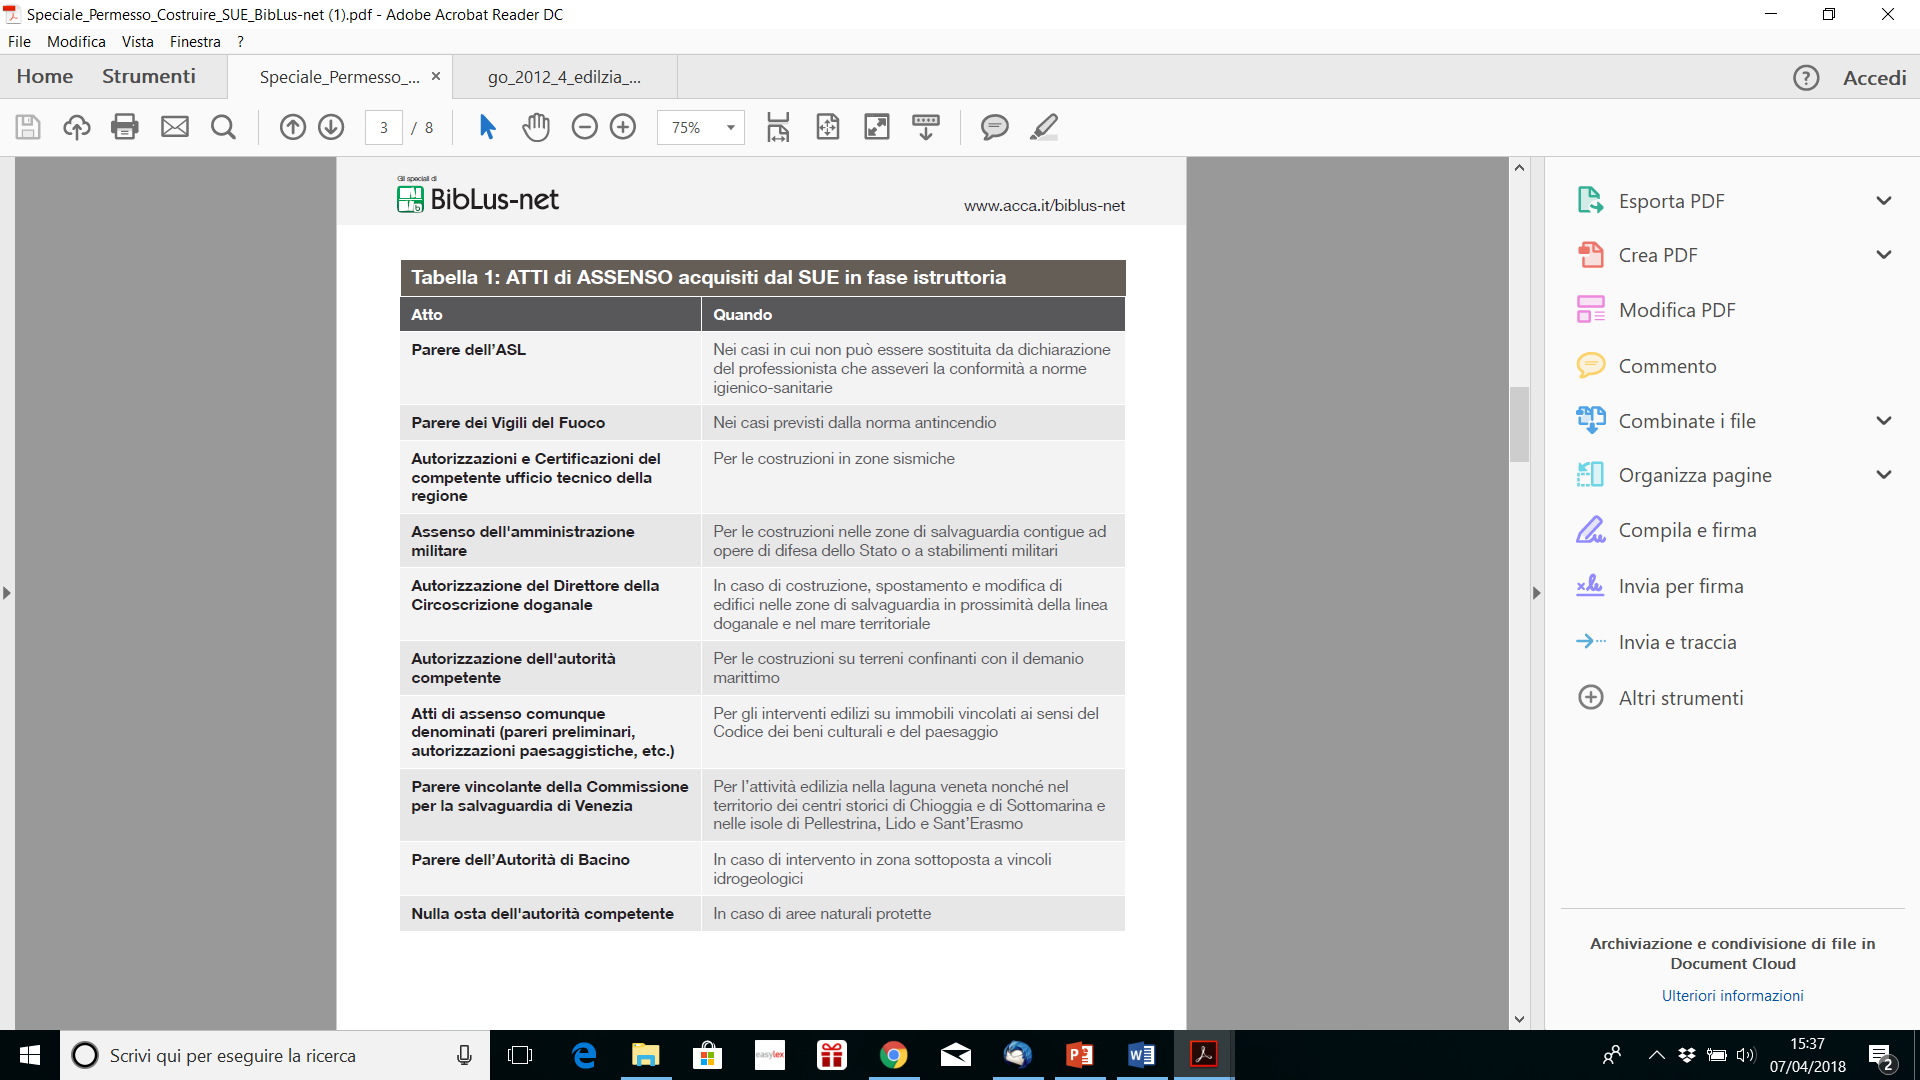 Speciale_Permesso_Costruire_SUE_BibLus-net (1).pdf - Adobe Acrobat Reader DC
File Modifica Vista Finestra ?
Home Strumenti Speciale_Permesso_... × go_2012_4_edilzia_... ? Accedi
3 / 8 75%
Gli speciali di
BibLus-net
www.acca.it/biblus-net
Tabella 1: ATTI di ASSENSO acquisiti dal SUE in fase istruttoria
Atto Quando
Parere dell'ASL
Nei casi in cui non può essere sostituita da dichiarazione
del professionista che asseveri la conformità a norme
igienico-sanitarie
Parere dei Vigili del Fuoco
Nei casi previsti dalla norma antincendio
Autorizzazioni e Certificazioni del
competente ufficio tecnico della
regione
Per le costruzioni in zone sismiche
Assenso dell'amministrazione
militare
Per le costruzioni nelle zone di salvaguardia contigue ad
opere di difesa dello Stato o a stabilimenti militari
Autorizzazione del Direttore della
Circoscrizione doganale
In caso di costruzione, spostamento e modifica di
edifici nelle zone di salvaguardia in prossimità della linea
doganale e nel mare territoriale
Autorizzazione dell'autorità
competente
Per le costruzioni su terreni confinanti con il demanio
marittimo
Atti di assenso comunque
denominati (pareri preliminari,
autorizzazioni paesaggistiche, etc.)
Per gli interventi edilizi su immobili vincolati ai sensi del
Codice dei beni culturali e del paesaggio
Parere vincolante della Commissione
per la salvaguardia di Venezia
Per l'attività edilizia nella laguna veneta nonché nel
territorio dei centri storici di Chioggia e di Sottomarina e
nelle isole di Pellestrina, Lido e Sant'Erasmo
Parere dell'Autorità di Bacino
In caso di intervento in zona sottoposta a vincoli
idrogeologici
Nulla osta dell'autorità competente
In caso di aree naturali protette
Esporta PDF
Crea PDF
Modifica PDF
Commento
Combinate i file
Organizza pagine
Compila e firma
Invia per firma
Invia e traccia
Altri strumenti
Archiviazione e condivisione di file in
Document Cloud
Ulteriori informazioni
Scrivi qui per eseguire la ricerca
easylex
15:37
07/04/2018
2